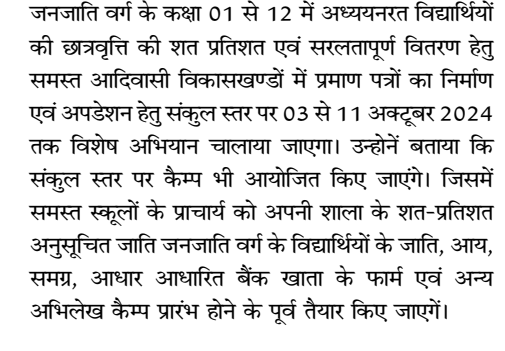 जनजाति वर्ग के कक्षा 01 से 12 में अध्ययनरत विद्यार्थियों
की छात्रवृत्ति की शत प्रतिशत एवं सरलतापूर्ण वितरण हेतु
समस्त आदिवासी विकासखण्डों में प्रमाण पत्रों का निर्माण
एवं अपडेशन हेतु संकुल स्तर पर 03 से 11 अक्टूबर 2024
तक विशेष अभियान चालाया जाएगा। उन्होनें बताया कि
संकुल स्तर पर कैम्प भी आयोजित किए जाएंगे। जिसमें
समस्त स्कूलों के प्राचार्य को अपनी शाला के शत-प्रतिशत
अनुसूचित जाति जनजाति वर्ग के विद्यार्थियों के जाति, आय,
समग्र, आधार आधारित बैंक खाता के फार्म एवं अन्य
अभिलेख कैम्प प्रारंभ होने के पूर्व तैयार किए जाएगें।